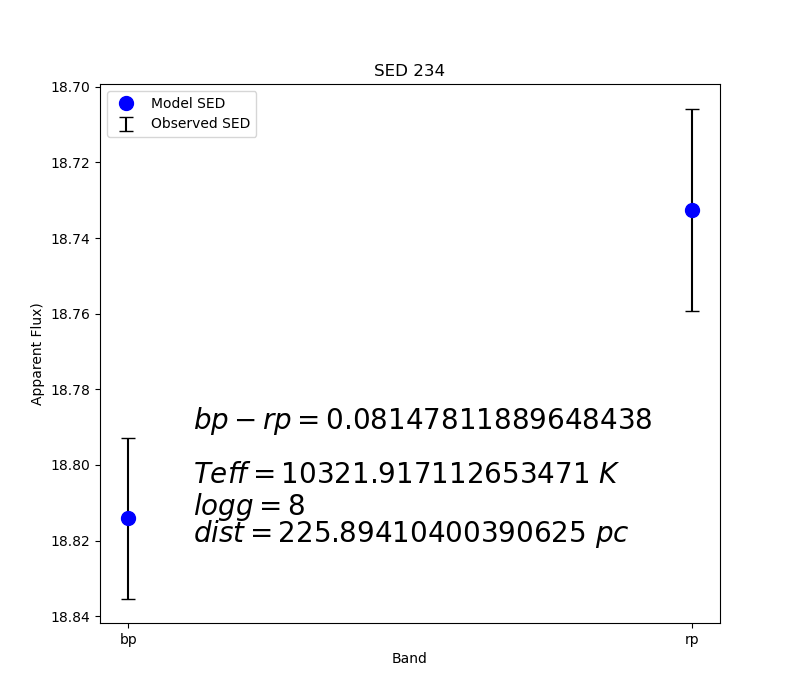 SED 234
18.70
Model SED
Observed SED
18.72
18.74
18.76
Apparent Flux)
18.78
bp − rp = 0.08147811889648438
18.80
Teff = 10321.917112653471 K
logg = 8
18.82
dist = 225.89410400390625 pc
18.84
bp
rp
Band